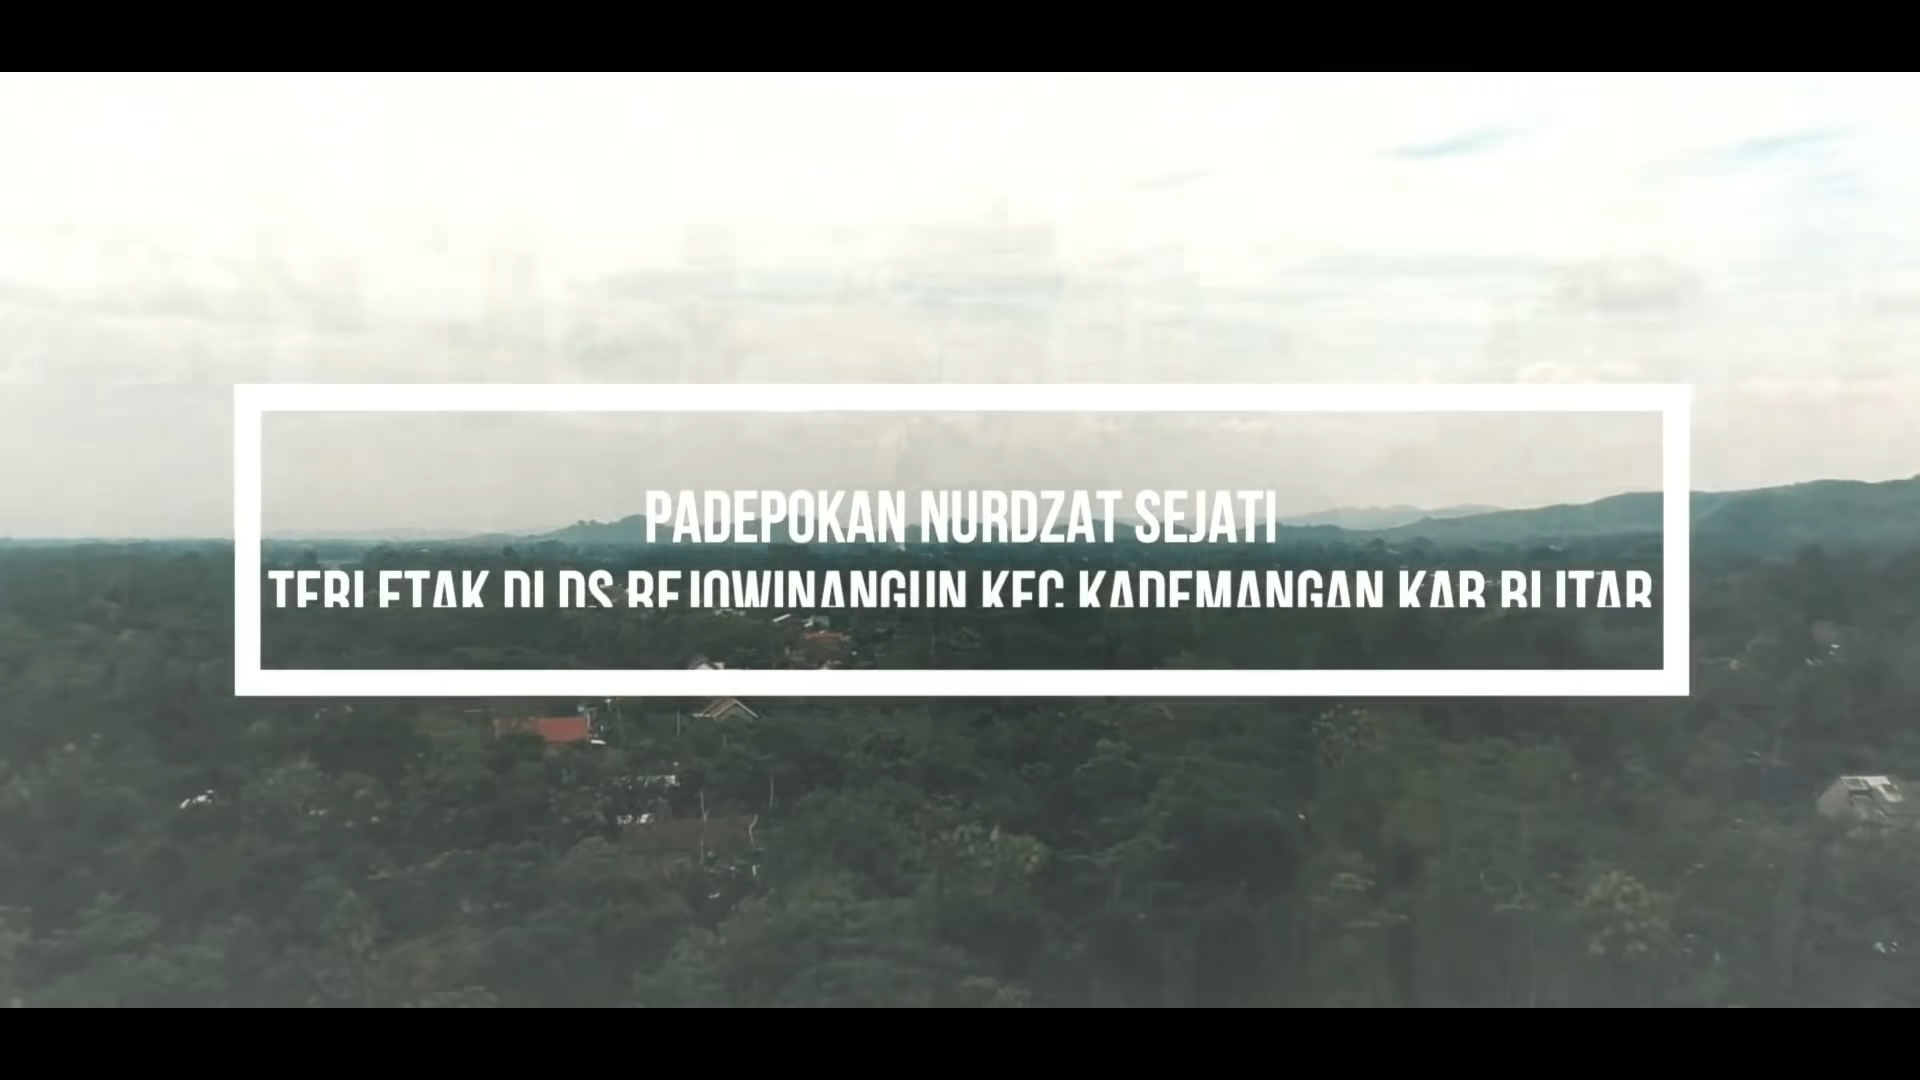 PADEPOKAN NURDZAT SEJATI
TERLETAK DI DS REJOWINANGUN KEC KADEMANGAN KAB BLITAR